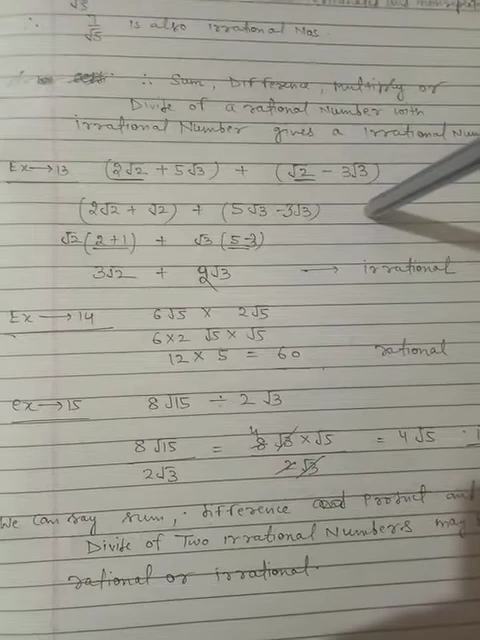 √3
∴ 7/√5 is also irrational Nos.
∴ Sum, Difference, Multiply or
Divide of a rational Number with
irrational Number gives a irrational Num
Ex → 13 (2√2 + 5√3) + (√2 - 3√3)
(2√2 + √2) + (5√3 - 3√3)
√2(2+1) + √3(5-3)
3√2 + 2√3 → irrational
Ex → 14 6√5 × 2√5
6×2 √5 × √5
12 × 5 = 60 rational
ex → 15 8√15 ÷ 2√3
8√15/2√3 = 4 8√3 × √5/2√3 = 4√5
We can say sum, difference Product and
Divide of Two irrational Numbers may
rational or irrational.